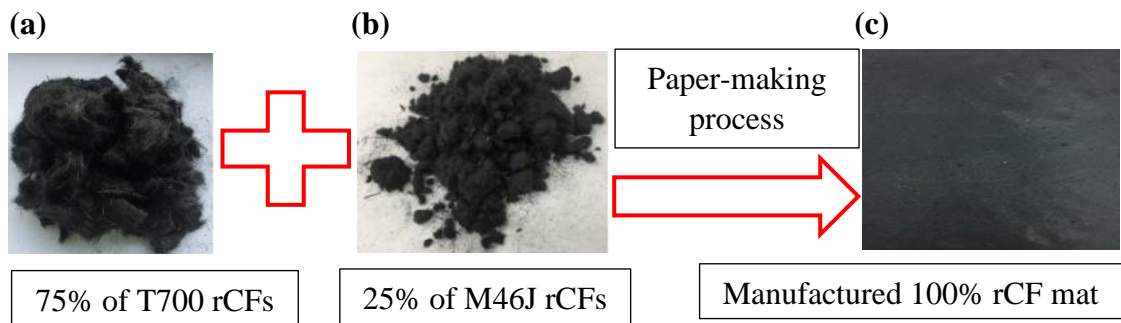 (a)
(b)
(c)
Paper-making
process
75% of T700 rCFs
25% of M46J rCFs
Manufactured 100% rCF mat